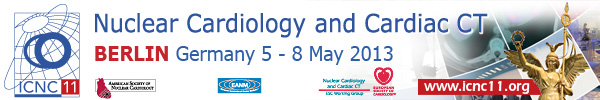 Nuclear Cardiology and Cardiac CT
BERLIN Germany 5 - 8 May 2013
ICNC 11
AMERICAN SOCIETY OF
NUCLEAR CARDIOLOGY
EANM
Nuclear Cardiology
and Cardiac CT
ESC Working Group
EUROPEAN
SOCIETY OF
CARDIOLOGY
www.icnc11.org